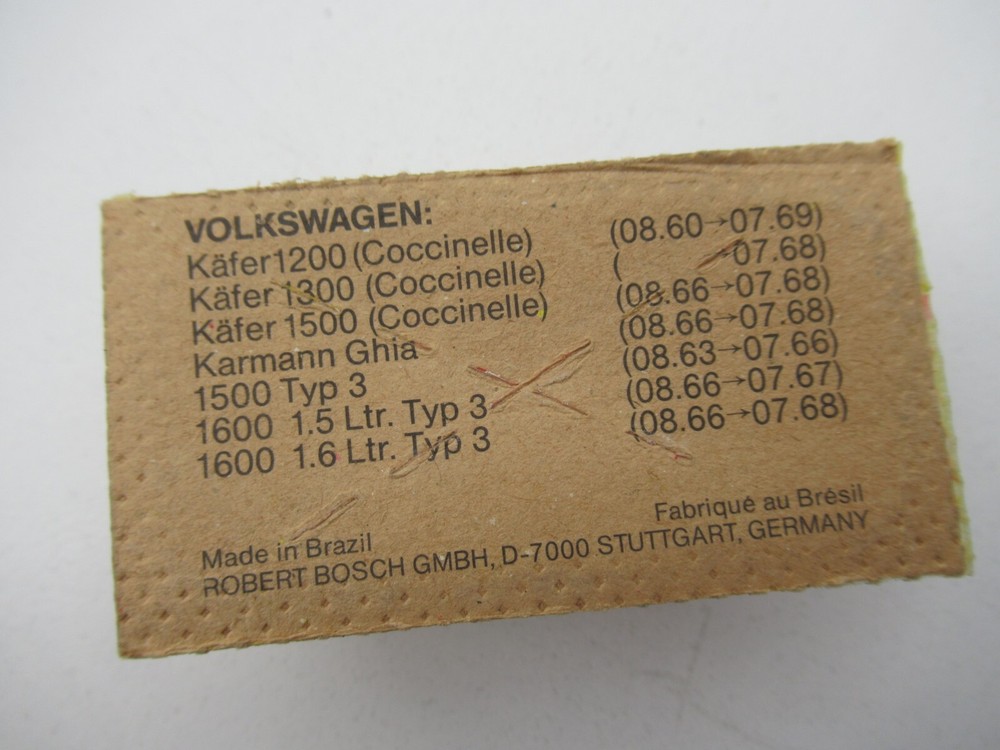 VOLKSWAGEN:
Käfer 1200 (Coccinelle) (08.60→07.69)
Käfer 1300 (Coccinelle) ( →07.68)
Käfer 1500 (Coccinelle) (08.66→07.68)
Karmann Ghia (08.66→07.68)
1500 Typ 3 (08.63→07.66)
1600 1.5 Ltr. Typ 3 (08.66→07.67)
1600 1.6 Ltr. Typ 3 (08.66→07.68)
Made in Brazil Fabriqué au Brésil
ROBERT BOSCH GMBH, D-7000 STUTTGART, GERMANY